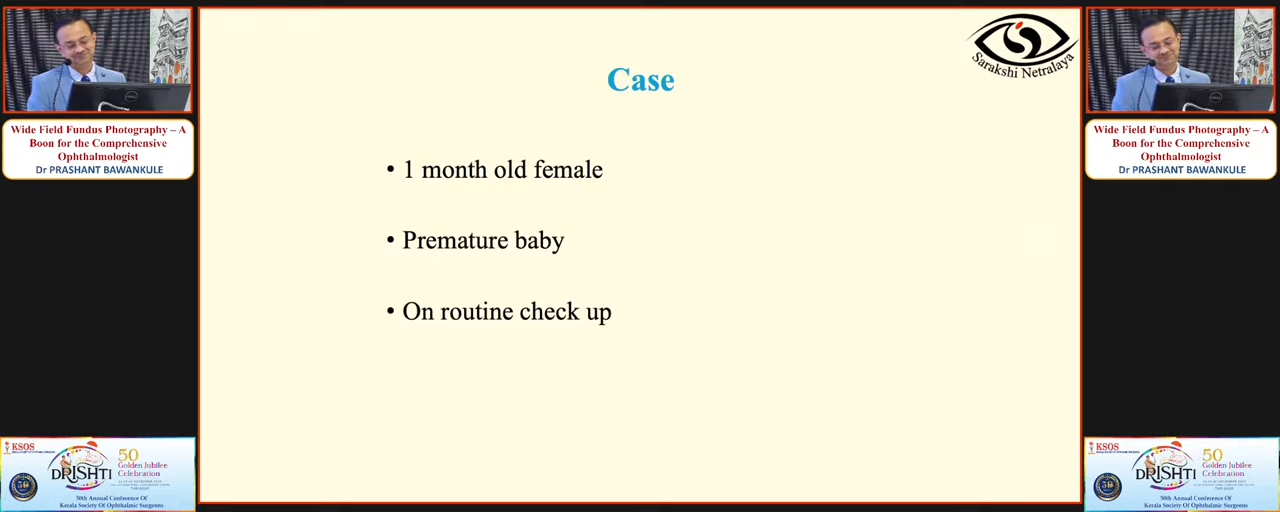 Wide Field Fundus Photography – A
Boon for the Comprehensive
Ophthalmologist
Dr PRASHANT BAWANKULE
KSOS
50
Golden Jubilee
Celebration
DRISHTI
50th Annual Conference Of
Kerala Society Of Ophthalmic Surgeons
Sarakshi Netralaya
Case
• 1 month old female
• Premature baby
• On routine check up
DELL
Wide Field Fundus Photography – A
Boon for the Comprehensive
Ophthalmologist
Dr PRASHANT BAWANKULE
KSOS
50
Golden Jubilee
Celebration
DRISHTI
50th Annual Conference Of
Kerala Society Of Ophthalmic Surgeons